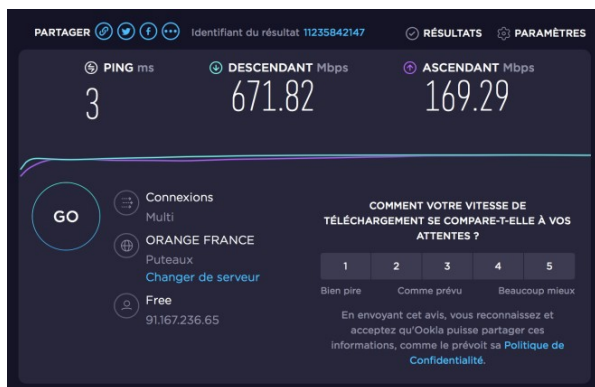 PARTAGER Identifiant du résultat 11235842147 RÉSULTATS PARAMÈTRES
PING ms DESCENDANT Mbps ASCENDANT Mbps
3 671.82 169.29
GO
Connexions
Multi
ORANGE FRANCE
Puteaux
Changer de serveur
Free
91.167.236.65
COMMENT VOTRE VITESSE DE
TÉLÉCHARGEMENT SE COMPARE-T-ELLE À VOS
ATTENTES ?
1 2 3 4 5
Bien pire Comme prévu Beaucoup mieux
En envoyant cet avis, vous reconnaissez et
acceptez qu'Ookla puisse partager ces
informations, comme le prévoit sa Politique de
Confidentialité.